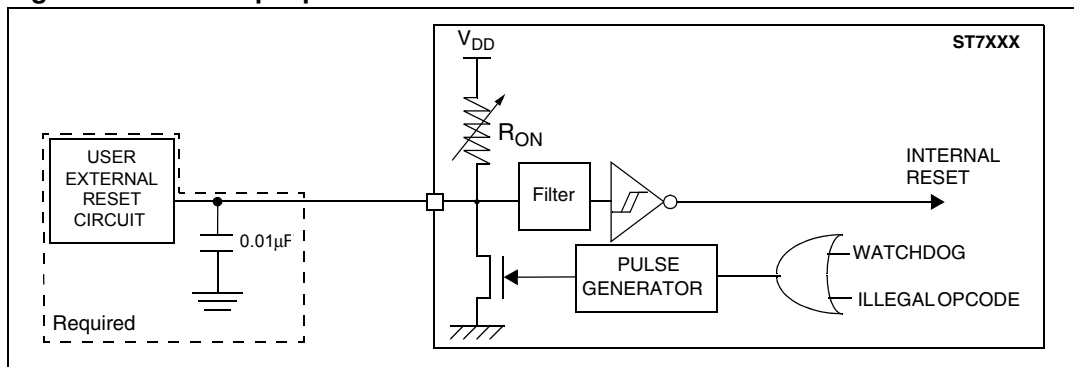 V_DD
ST7XXX
R_ON
USER
EXTERNAL
RESET
CIRCUIT
0.01µF
Required
Filter
INTERNAL
RESET
PULSE
GENERATOR
WATCHDOG
ILLEGAL OPCODE